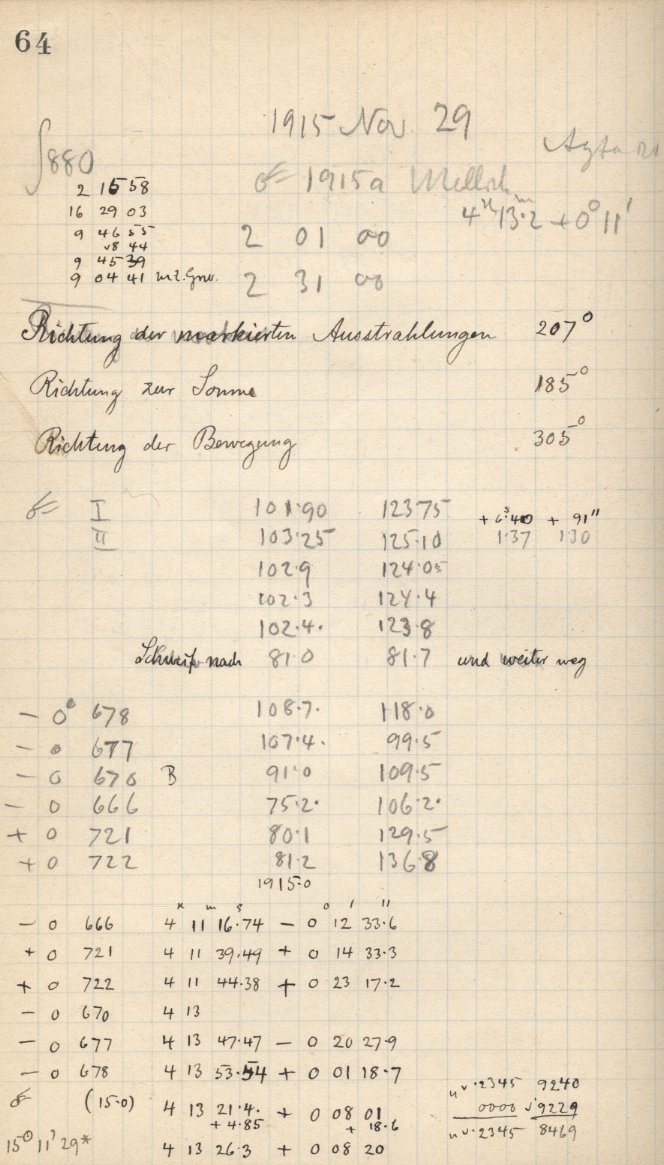 64
1915 Nov. 29
880
☄ 1915a Mellish
4ʰ 13ᵐ·2 + 0° 11'
2 15 58
16 29 03
9 46 55
8 44
9 45 39
9 04 41 m.Z. Grw.
2 01 00
2 31 00
Richtung der markierten Ausstrahlungen 207°
Richtung zur Sonne 185°
Richtung der Bewegung 305°
☄ I 101·90 123·75 + 6ˢ·40 + 91"
II 103·25 125·10 1·37 130
102·9 124·05
102·3 124·4
102·4· 123·8
Schweif nach 81·0 81·7 und weiter weg
− 0° 678 108·7· 118·0
− 0 677 107·4· 99·5
− 0 670 B 91·0 109·5
− 0 666 75·2· 106·2·
+ 0 721 80·1 129·5
+ 0 722 81·2 136·8
1915·0
h m s ° ' "
− 0 666 4 11 16·74 − 0 12 33·6
+ 0 721 4 11 39·49 + 0 14 33·3
+ 0 722 4 11 44·38 + 0 23 17·2
− 0 670 4 13
− 0 677 4 13 47·47 − 0 20 27·9
− 0 678 4 13 53·54 + 0 01 18·7
☄ (15·0) 4 13 21·4· + 0 08 01
+ 4·85 + 18·6
15° 11' 29* 4 13 26·3 + 0 08 20
·2345 9240
0000 9229
·2345 8469